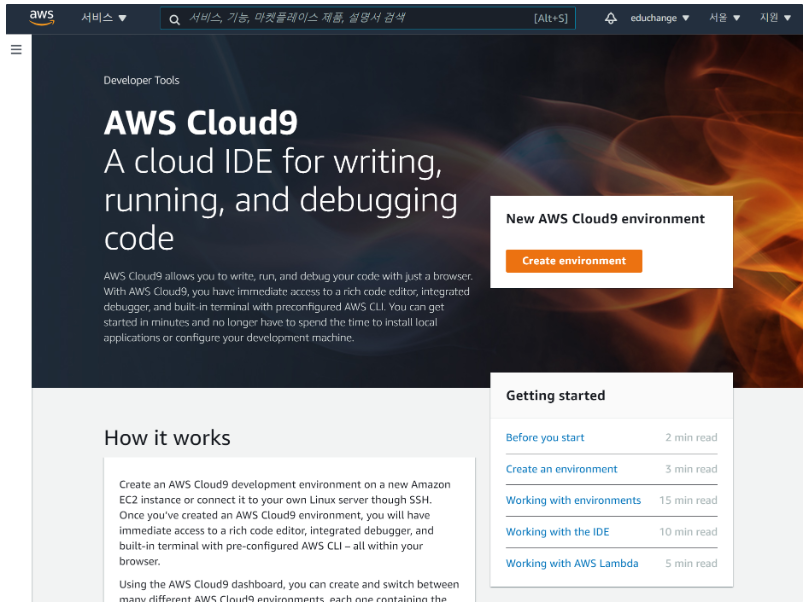 aws
서비스 ▼
서비스, 기능, 마켓플레이스 제품, 설명서 검색
[Alt+S]
educhange ▼
서울 ▼
지원 ▼
Developer Tools
AWS Cloud9
A cloud IDE for writing,
running, and debugging
code
AWS Cloud9 allows you to write, run, and debug your code with just a browser.
With AWS Cloud9, you have immediate access to a rich code editor, integrated
debugger, and built-in terminal with preconfigured AWS CLI. You can get
started in minutes and no longer have to spend the time to install local
applications or configure your development machine.
New AWS Cloud9 environment
Create environment
Getting started
Before you start 2 min read
Create an environment 3 min read
Working with environments 15 min read
Working with the IDE 10 min read
Working with AWS Lambda 5 min read
How it works
Create an AWS Cloud9 development environment on a new Amazon
EC2 instance or connect it to your own Linux server though SSH.
Once you've created an AWS Cloud9 environment, you will have
immediate access to a rich code editor, integrated debugger, and
built-in terminal with pre-configured AWS CLI – all within your
browser.
Using the AWS Cloud9 dashboard, you can create and switch between
many different AWS Cloud9 environments, each one containing the